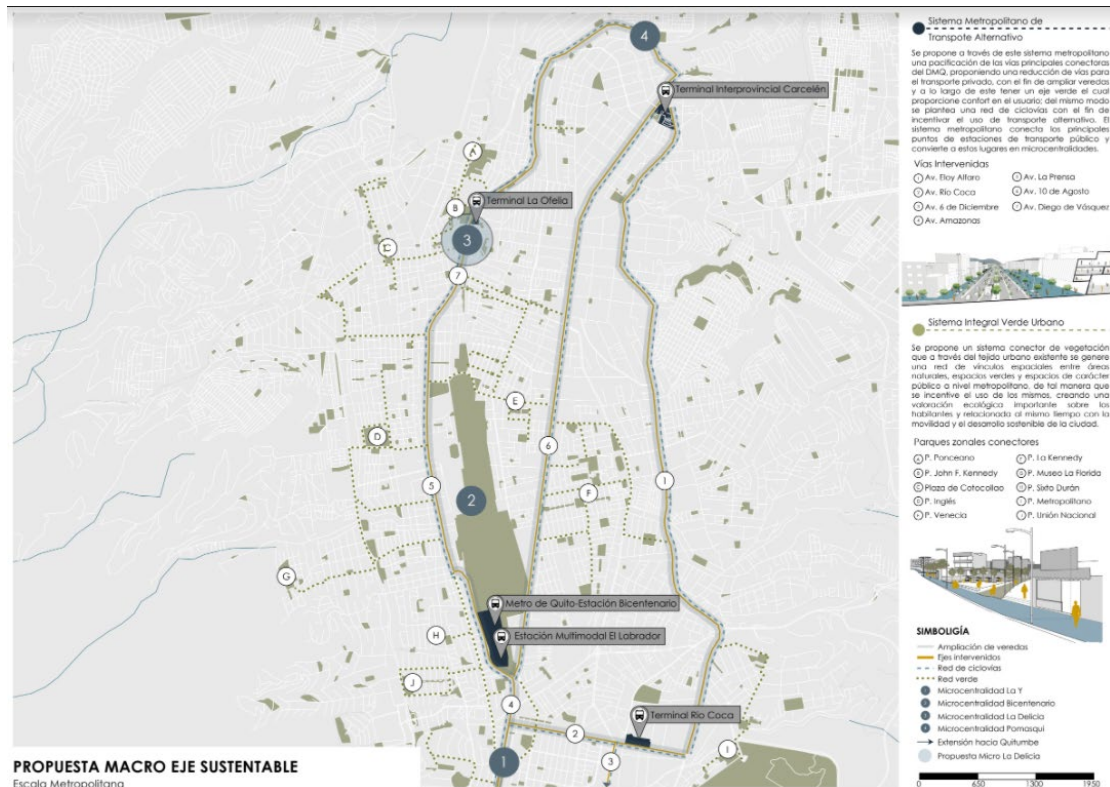 4
Terminal Interprovincial Carcelén
A
B
Terminal La Ofelia
3
C
7
E
D
6
5
F
1
2
G
Metro de Quito-Estación Bicentenario
Estación Multimodal El Labrador
H
J
4
Terminal Rio Coca
2
1
3
I
PROPUESTA MACRO EJE SUSTENTABLE
Escala Metropolitana
Sistema Metropolitano de
Transpote Alternativo
Se propone a través de este sistema metropolitano
una pacificación de las vías principales conectoras
del DMQ, proponiendo una reducción de vías para
el transporte privado, con el fin de ampliar veredas
y a lo largo de este tener un eje verde el cual
proporcione confort en el usuario; del mismo modo
se plantea una red de ciclovías con el fin de
incentivar el uso de transporte alternativo. El
sistema metropolitano conecta los principales
puntos de estaciones de transporte público y
convierte a estos lugares en microcentralidades.
Vías Intervenidas
Av. Eloy Alfaro
Av. La Prensa
Av. Río Coca
Av. 10 de Agosto
Av. 6 de Diciembre
Av. Diego de Vásquez
Av. Amazonas
Sistema Integral Verde Urbano
Se propone un sistema conector de vegetación
que a través del tejido urbano existente se genere
una red de vínculos espaciales entre áreas
naturales, espacios verdes y espacios de carácter
público a nivel metropolitano, de tal manera que
se incentive el uso de los mismos, creando una
valoración ecológica importante sobre los
habitantes y relacionado al mismo tiempo con la
movilidad y el desarrollo sostenible de la ciudad.
Parques zonales conectores
P. Ponceano
P. La Kennedy
P. John F. Kennedy
P. Museo La Florida
Plaza de Cotocollao
P. Sixto Durán
P. Inglés
P. Metropolitano
P. Venecia
P. Unión Nacional
SIMBOLIGÍA
Ampliación de veredas
Ejes intervenidos
Red de ciclovías
Red verde
Microcentralidad La Y
Microcentralidad Bicentenario
Microcentralidad La Delicia
Microcentralidad Pomasqui
Extensión hacia Quitumbe
Propuesta Micro La Delicia
0 650 1300 1950